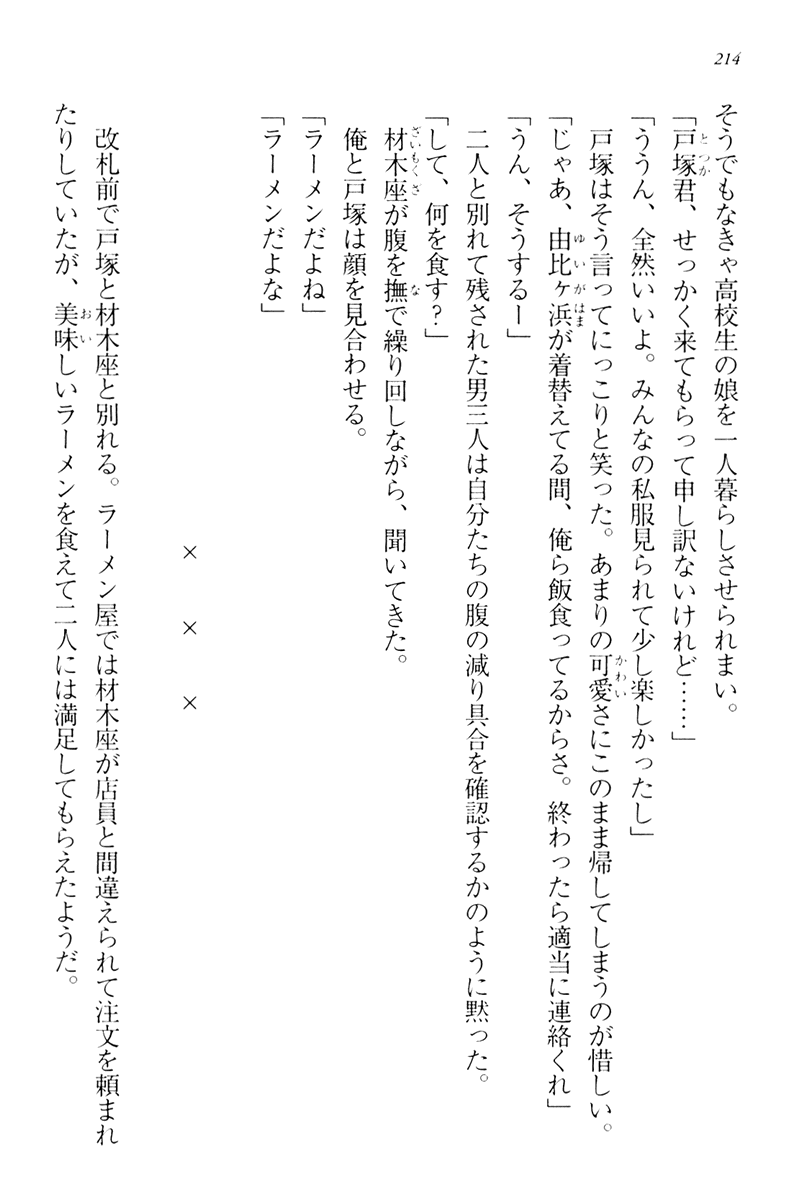 214
そうでもなきゃ高校生の娘を一人暮らしさせられまい。
「戸塚君、せっかく来てもらって申し訳ないけれど……」
「ううん、全然いいよ。みんなの私服見られて少し楽しかったし」
戸塚はそう言ってにっこりと笑った。あまりの可愛さにこのまま帰してしまうのが惜しい。
「じゃあ、由比ヶ浜が着替えてる間、俺ら飯食ってるからさ。終わったら適当に連絡くれ」
「うん、そうするー」
二人と別れて残された男三人は自分たちの腹の減り具合を確認するかのように黙った。
「して、何を食す？」
材木座が腹を撫で繰り回しながら、聞いてきた。
俺と戸塚は顔を見合わせる。
「ラーメンだよね」
「ラーメンだよな」
× × ×
改札前で戸塚と材木座と別れる。ラーメン屋では材木座が店員と間違えられて注文を頼まれ
たりしていたが、美味しいラーメンを食えて二人には満足してもらえたようだ。